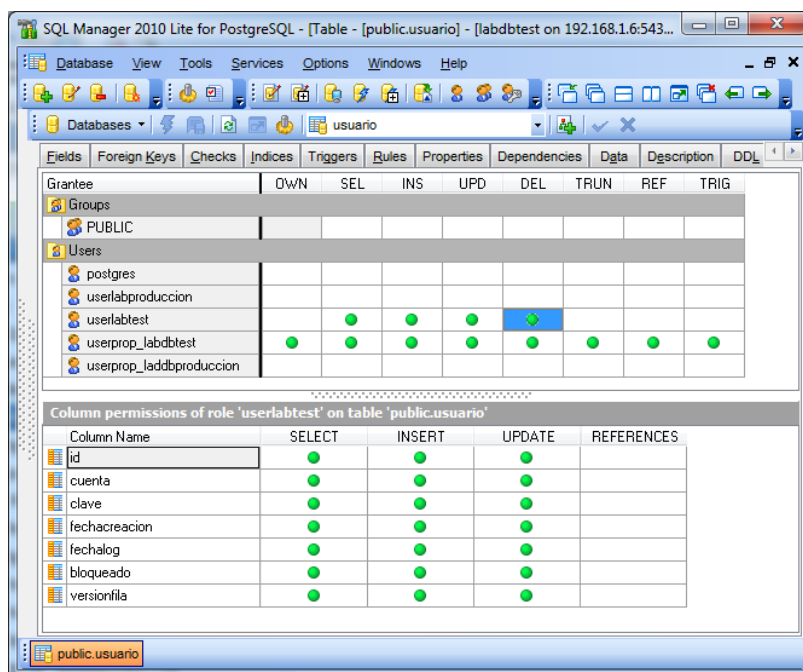 SQL Manager 2010 Lite for PostgreSQL - [Table - [public.usuario] - [labdbtest on 192.168.1.6:543...
Database View Tools Services Options Windows Help
Databases usuario
Fields Foreign Keys Checks Indices Triggers Rules Properties Dependencies Data Description DDL
Grantee OWN SEL INS UPD DEL TRUN REF TRIG
Groups
PUBLIC
Users
postgres
userlabproduccion
userlabtest
userprop_labdbtest
userprop_laddbproduccion
Column permissions of role 'userlabtest' on table 'public.usuario'
Column Name SELECT INSERT UPDATE REFERENCES
id
cuenta
clave
fechacreacion
fechalog
bloqueado
versionfila
public.usuario